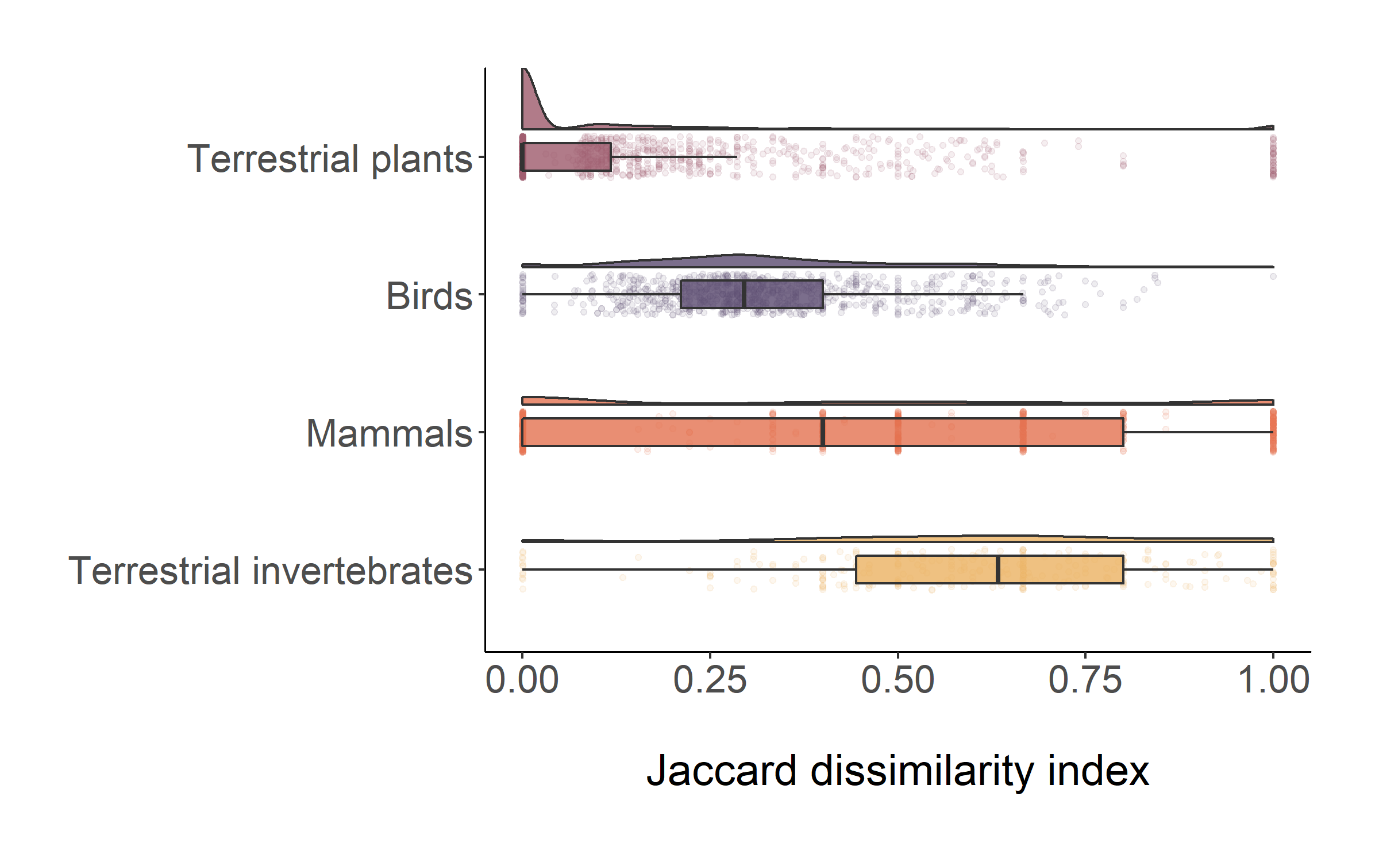 Terrestrial plants
Birds
Mammals
Terrestrial invertebrates
0.00 0.25 0.50 0.75 1.00
Jaccard dissimilarity index